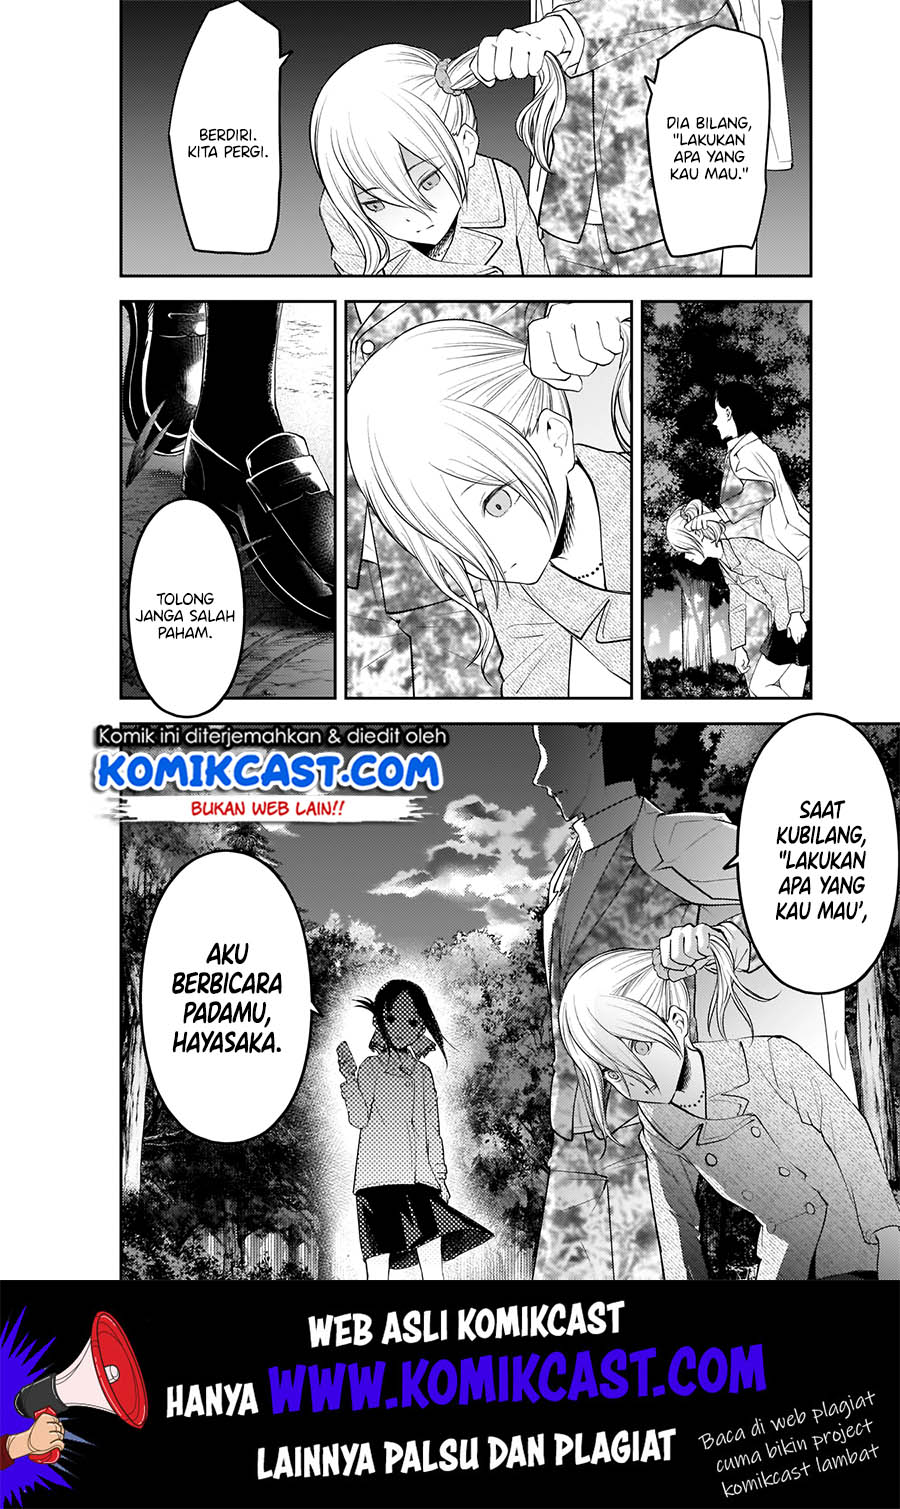 DIA BILANG,
"LAKUKAN
APA YANG
KAU MAU."
BERDIRI.
KITA PERGI.
TOLONG
JANGA SALAH
PAHAM.
Komik ini diterjemahkan & diedit oleh
KOMIKCAST.COM
BUKAN WEB LAIN!!
SAAT
KUBILANG,
"LAKUKAN
APA YANG
KAU MAU',
AKU
BERBICARA
PADAMU,
HAYASAKA.
WEB ASLI KOMIKCAST
HANYA WWW.KOMIKCAST.COM
LAINNYA PALSU DAN PLAGIAT
Baca di web plagiat
cuma bikin project
komikcast lambat